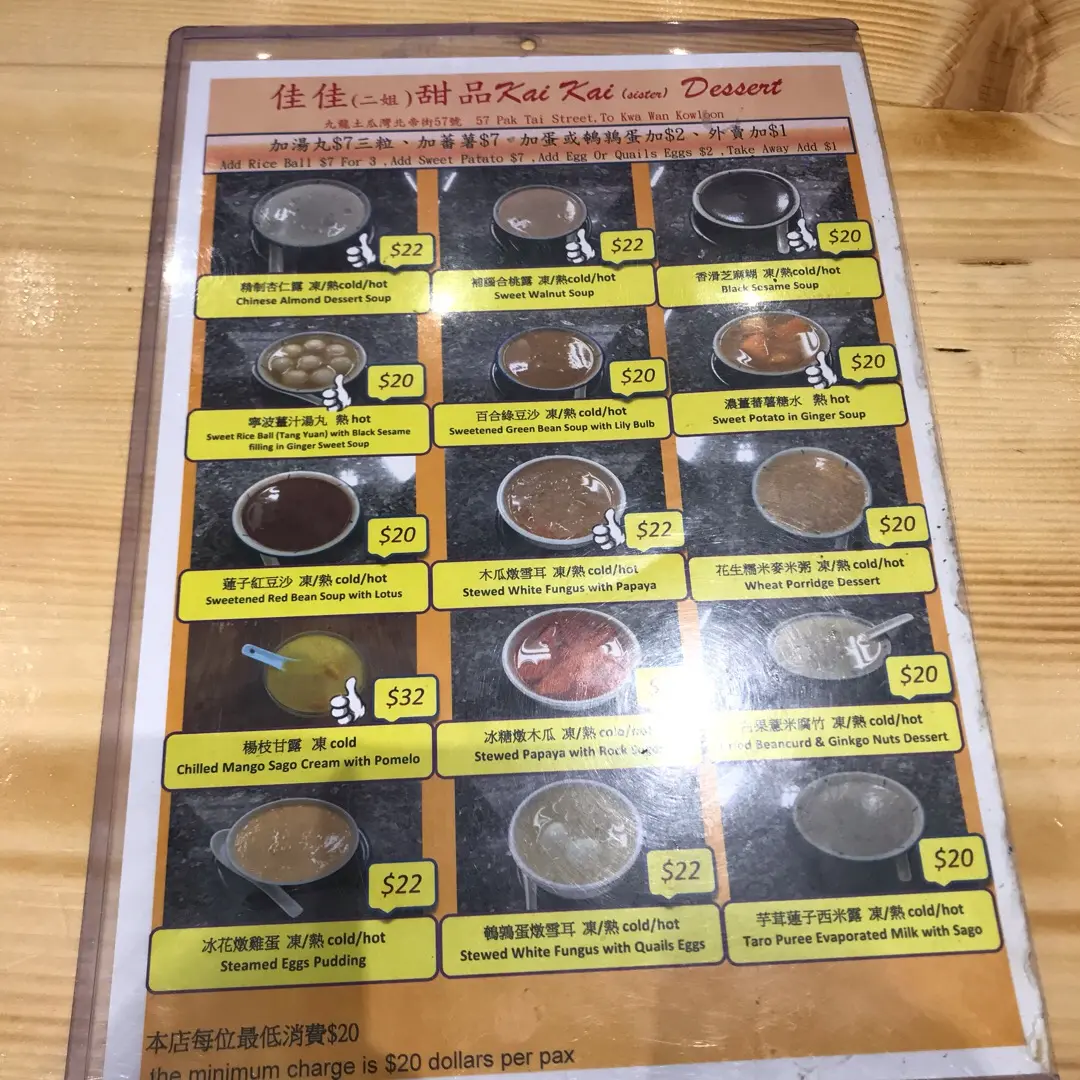 佳佳(二姐)甜品Kai Kai (sister) Dessert
九龍土瓜灣北帝街57號 57 Pak Tai Street,To Kwa Wan Kowloon
加湯丸$7三粒、加蕃薯$7、加蛋或鵪鶉蛋加$2、外賣加$1
Add Rice Ball $7 For 3 ,Add Sweet Patato $7 ,Add Egg Or Quails Eggs $2 ,Take Away Add $1
$22
精制杏仁露 凍/熱cold/hot
Chinese Almond Dessert Soup
$22
補腦合桃露 凍/熱cold/hot
Sweet Walnut Soup
$20
香滑芝麻糊 凍/熱cold/hot
Black Sesame Soup
$20
寧波薑汁湯丸 熱 hot
Sweet Rice Ball (Tang Yuan) with Black Sesame
filling in Ginger Sweet Soup
$20
百合綠豆沙 凍/熱 cold/hot
Sweetened Green Bean Soup with Lily Bulb
$20
濃薑蕃薯糖水 熱 hot
Sweet Potato in Ginger Soup
$20
蓮子紅豆沙 凍/熱 cold/hot
Sweetened Red Bean Soup with Lotus
$22
木瓜燉雪耳 凍/熱 cold/hot
Stewed White Fungus with Papaya
$20
花生糯米麥米粥 凍/熱 cold/hot
Wheat Porridge Dessert
$32
楊枝甘露 凍 cold
Chilled Mango Sago Cream with Pomelo
$
冰糖燉木瓜 凍/熱 cold/hot
Stewed Papaya with Rock Sugar
$20
白果薏米腐竹 凍/熱 cold/hot
Beancurd & Ginkgo Nuts Dessert
$22
冰花燉雞蛋 凍/熱 cold/hot
Steamed Eggs Pudding
$22
鵪鶉蛋燉雪耳 凍/熱 cold/hot
Stewed White Fungus with Quails Eggs
$20
芋茸蓮子西米露 凍/熱 cold/hot
Taro Puree Evaporated Milk with Sago
本店每位最低消費$20
the minimum charge is $20 dollars per pax